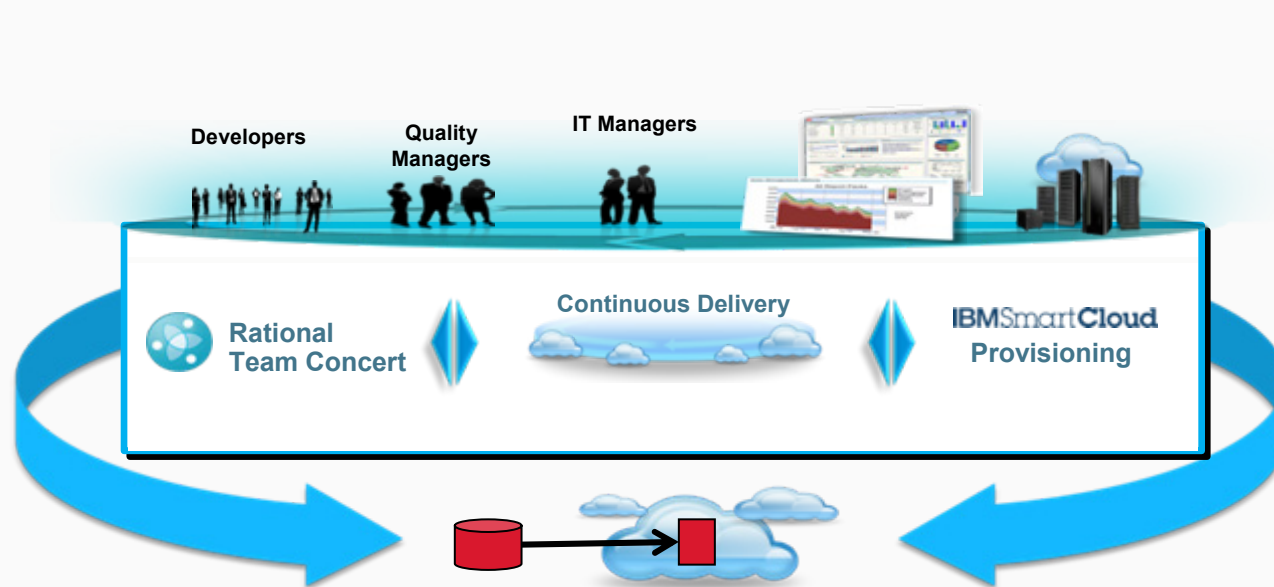 Developers
Quality
Managers
IT Managers
Continuous Delivery
Rational
Team Concert
IBMSmartCloud
Provisioning